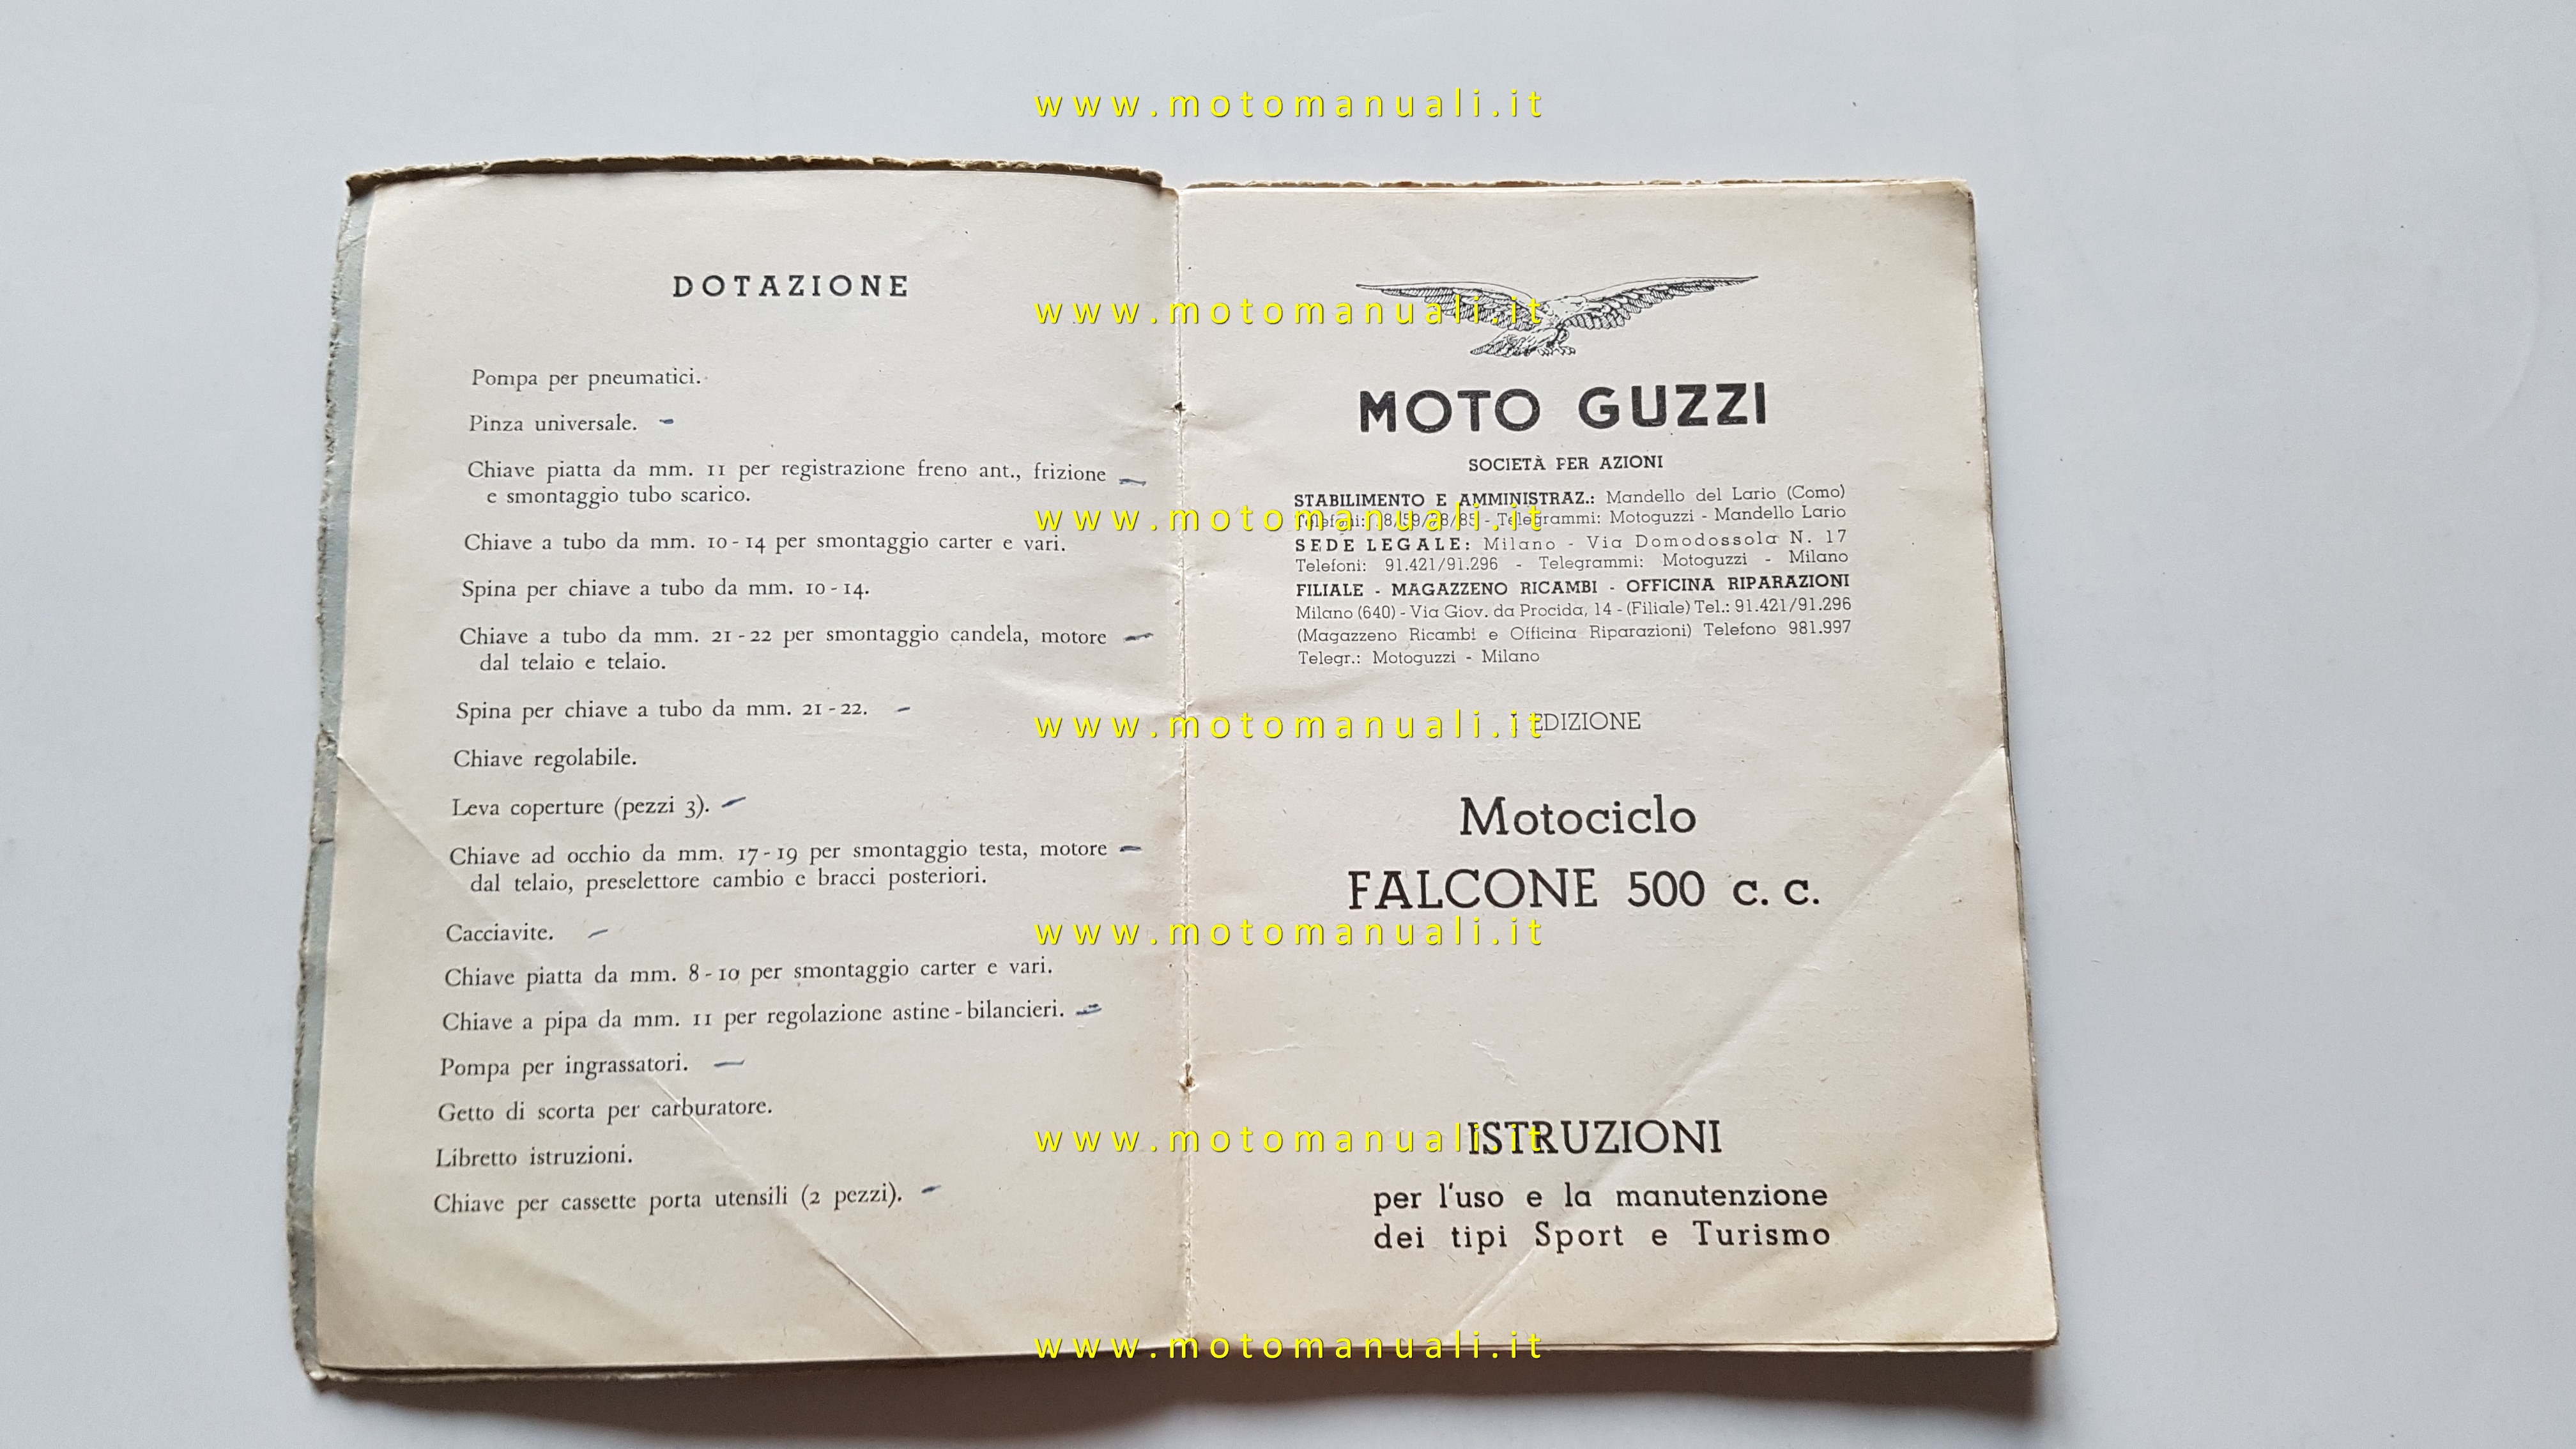 DOTAZIONE
Pompa per pneumatici.
Pinza universale.
Chiave piatta da mm. 11 per registrazione freno ant., frizione
e smontaggio tubo scarico.
Chiave a tubo da mm. 10-14 per smontaggio carter e vari.
Spina per chiave a tubo da mm. 10-14.
Chiave a tubo da mm. 21-22 per smontaggio candela, motore
dal telaio e telaio.
Spina per chiave a tubo da mm. 21-22.
Chiave regolabile.
Leva coperture (pezzi 3).
Chiave ad occhio da mm. 17-19 per smontaggio testa, motore
dal telaio, preselettore cambio e bracci posteriori.
Cacciavite.
Chiave piatta da mm. 8-10 per smontaggio carter e vari.
Chiave a pipa da mm. 11 per regolazione astine-bilancieri.
Pompa per ingrassatori.
Getto di scorta per carburatore.
Libretto istruzioni.
Chiave per cassette porta utensili (2 pezzi).
MOTO GUZZI
SOCIETÀ PER AZIONI
STABILIMENTO E AMMINISTRAZ.: Mandello del Lario (Como)
Telefoni: - Telegrammi: Motoguzzi - Mandello Lario
SEDE LEGALE: Milano - Via Domodossola N. 17
Telefoni: 91.421/91.296 - Telegrammi: Motoguzzi - Milano
FILIALE - MAGAZZENO RICAMBI - OFFICINA RIPARAZIONI
Milano (640) - Via Giov. da Procida, 14 - (Filiale) Tel.: 91.421/91.296
(Magazzeno Ricambi e Officina Riparazioni) Telefono 981.997
Telegr.: Motoguzzi - Milano
EDIZIONE
Motociclo
FALCONE 500 c. c.
ISTRUZIONI
per l'uso e la manutenzione
dei tipi Sport e Turismo
www.motomanuali.it
www.motomanuali.it
www.motomanuali.it
www.motomanuali.it
www.motomanuali.it
www.motomanuali.it
www.motomanuali.it